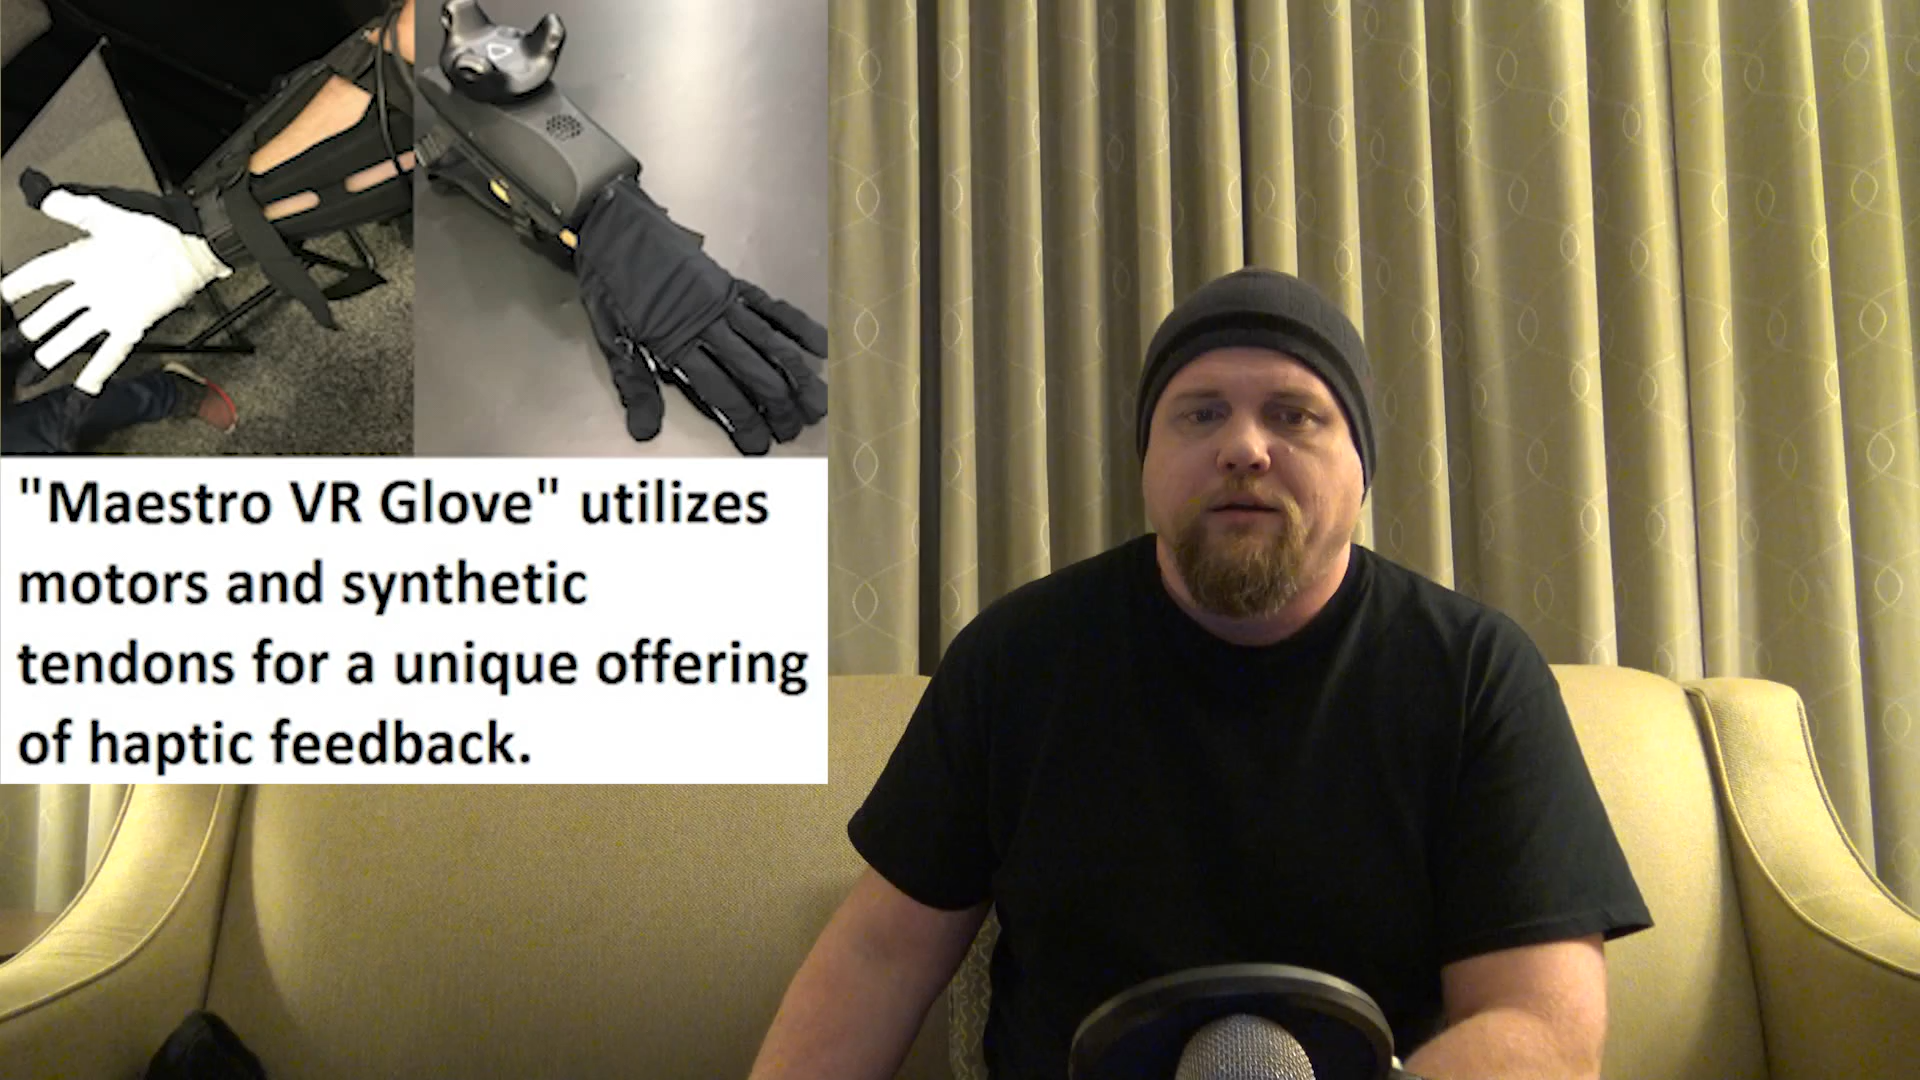 "Maestro VR Glove" utilizes
motors and synthetic
tendons for a unique offering
of haptic feedback.